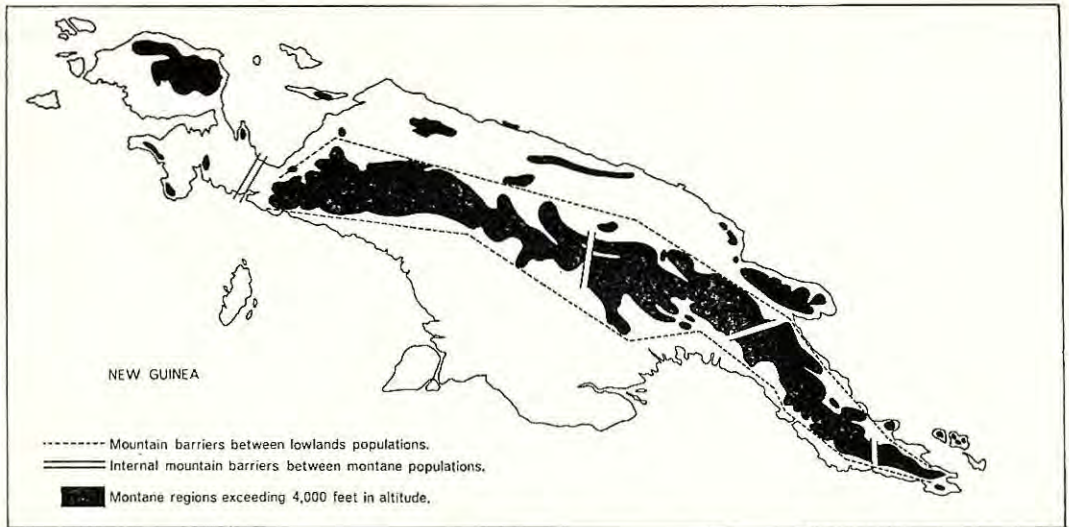 NEW GUINEA
Mountain barriers between lowlands populations.
Internal mountain barriers between montane populations.
Montane regions exceeding 4,000 feet in altitude.